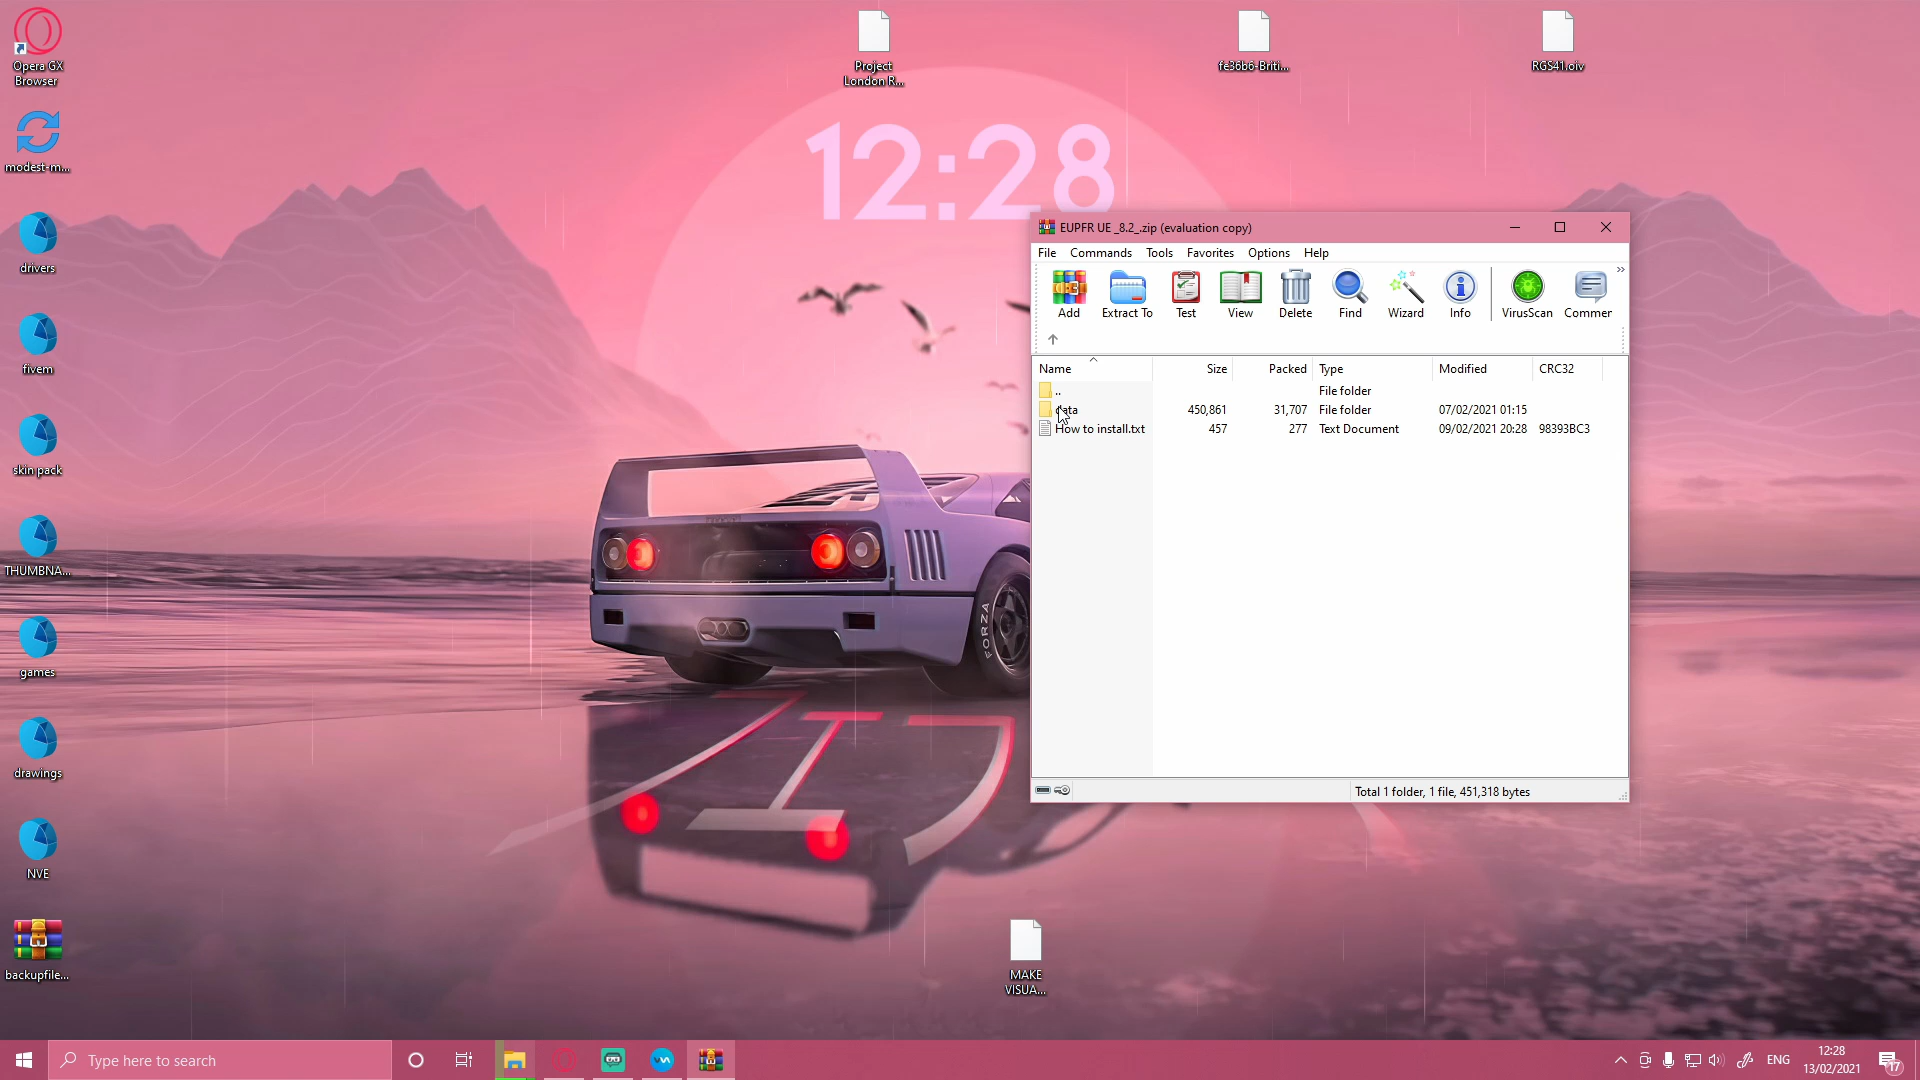 Opera GX
Browser
modest-m...
drivers
fivem
skin pack
THUMBNA...
games
drawings
NVE
backupfile...
Project
London R...
fe36b6-Briti...
RGS41.oiv
12:28
FORZA
EUPFR UE _8.2_.zip (evaluation copy)
File Commands Tools Favorites Options Help
Add Extract To Test View Delete Find Wizard Info VirusScan Commen
Name Size Packed Type Modified CRC32
.. File folder
data 450,861 31,707 File folder 07/02/2021 01:15
How to install.txt 457 277 Text Document 09/02/2021 20:28 98393BC3
Total 1 folder, 1 file, 451,318 bytes
MAKE
VISUA...
Type here to search
ENG
12:28
13/02/2021
17